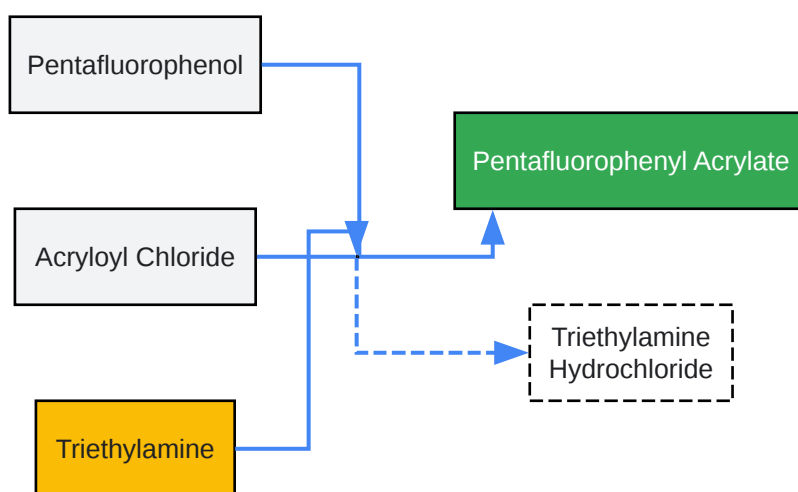 Pentafluorophenol
Pentafluorophenyl Acrylate
Acryloyl Chloride
Triethylamine
Hydrochloride
Triethylamine